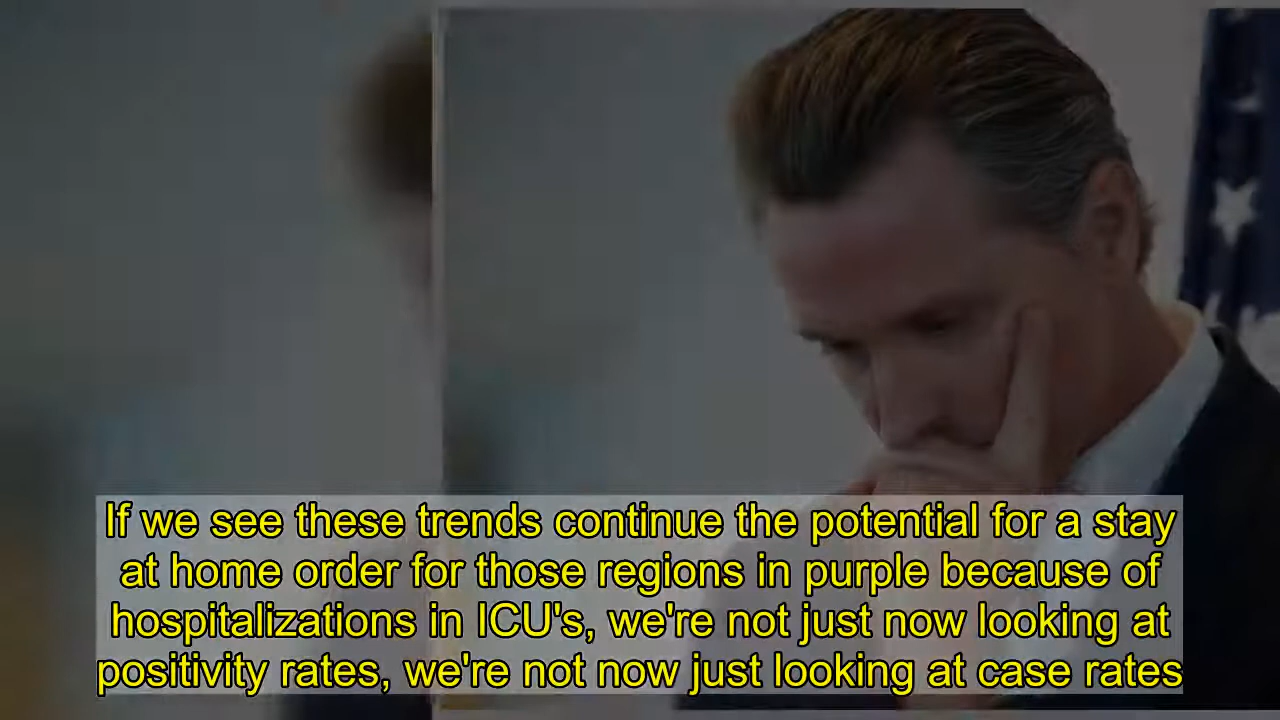 If we see these trends continue the potential for a stay
at home order for those regions in purple because of
hospitalizations in ICU's, we're not just now looking at
positivity rates, we're not now just looking at case rates